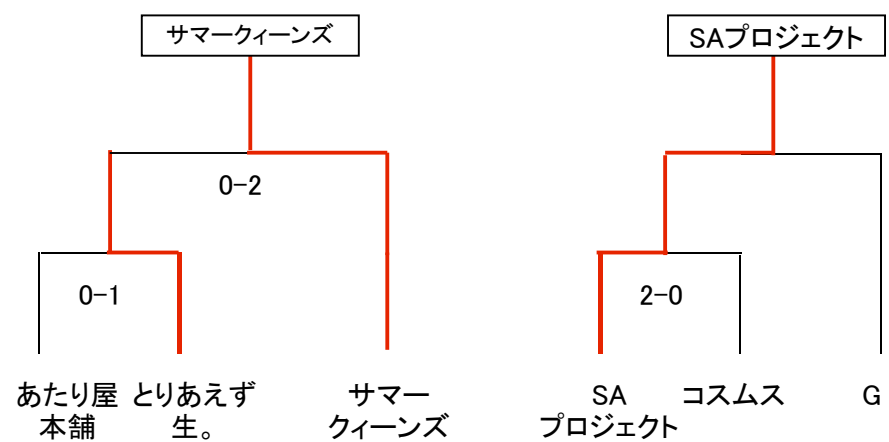 サマークィーンズ
SAプロジェクト
0-2
0-1
2-0
あたり屋
本舗
とりあえず
生。
サマー
クィーンズ
SA
プロジェクト
コスムス
G